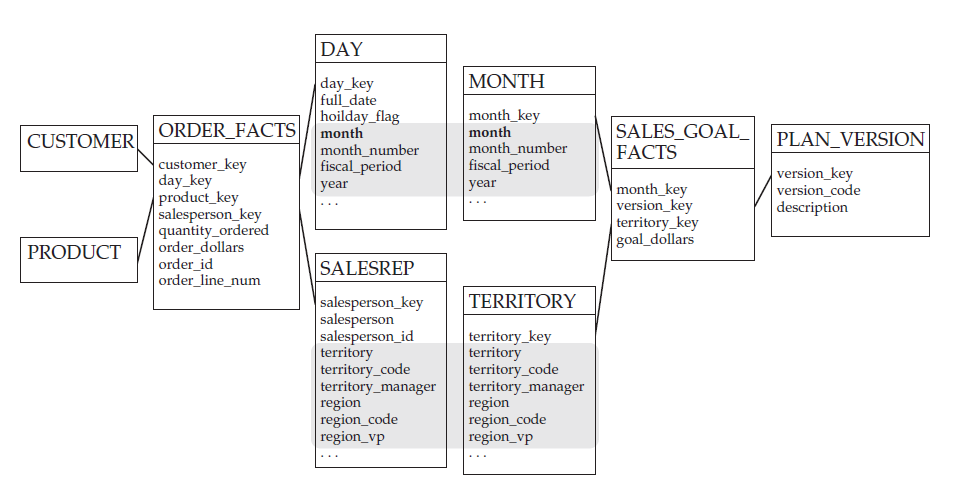 CUSTOMER
PRODUCT
ORDER_FACTS
customer_key
day_key
product_key
salesperson_key
quantity_ordered
order_dollars
order_id
order_line_num
DAY
day_key
full_date
hoilday_flag
month
month_number
fiscal_period
year
. . .
SALESREP
salesperson_key
salesperson
salesperson_id
territory
territory_code
territory_manager
region
region_code
region_vp
. . .
MONTH
month_key
month
month_number
fiscal_period
year
. . .
TERRITORY
territory_key
territory
territory_code
territory_manager
region
region_code
region_vp
. . .
SALES_GOAL_
FACTS
month_key
version_key
territory_key
goal_dollars
PLAN_VERSION
version_key
version_code
description